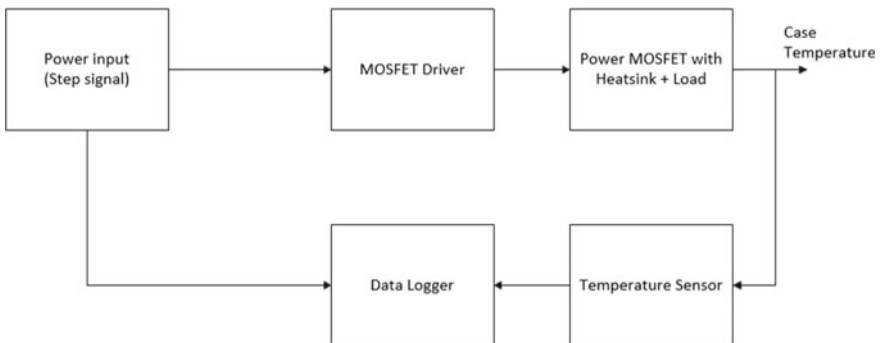 Power input
(Step signal)
MOSFET Driver
Power MOSFET with
Heatsink + Load
Case
Temperature
Data Logger
Temperature Sensor